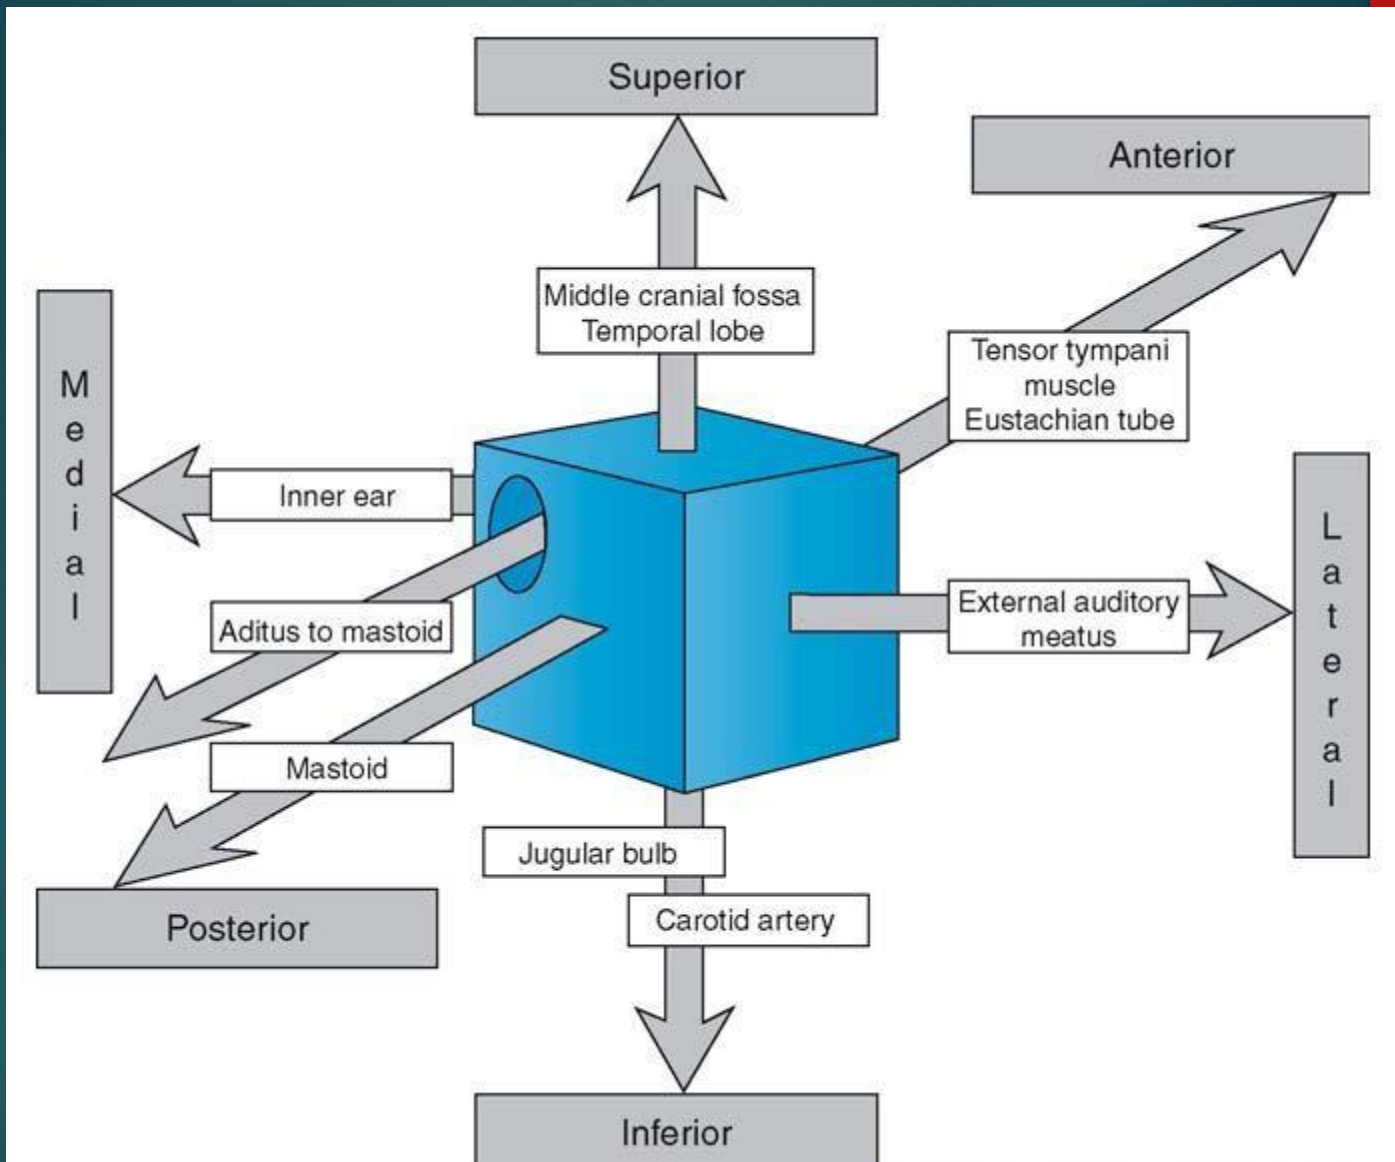 Superior
Anterior
Middle cranial fossa
Temporal lobe
Tensor tympani
muscle
Eustachian tube
Medial
Inner ear
Lateral
External auditory
meatus
Aditus to mastoid
Mastoid
Jugular bulb
Carotid artery
Posterior
Inferior